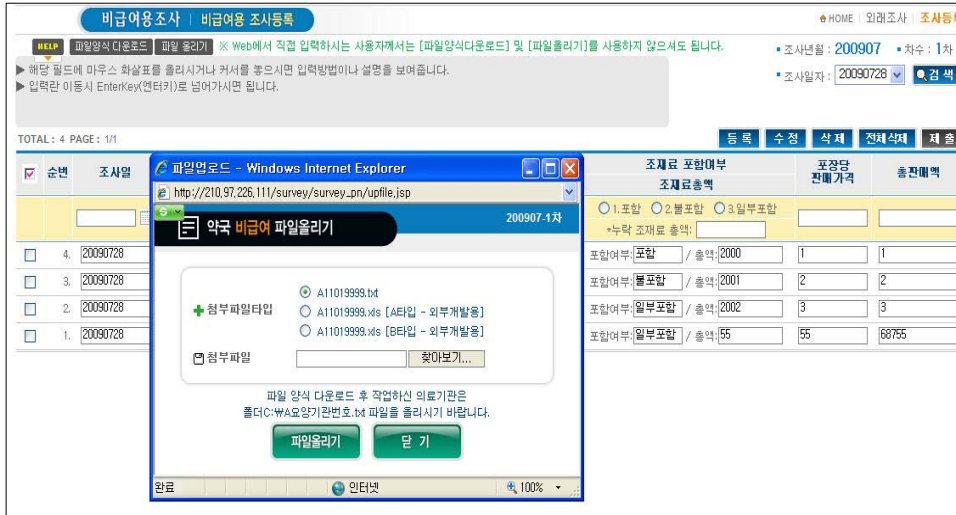 비급여용조사 | 비급여용 조사등록
HOME | 외래조사 | 조사등록
HELP 파일양식 다운로드 파일 올리기 ※ Web에서 직접 입력하시는 사용자께서는 [파일양식다운로드] 및 [파일올리기]를 사용하지 않으셔도 됩니다.
▪ 조사년월 : 200907 ▪ 차수 : 1차
▶ 해당 필드에 마우스 화살표를 올리시거나 커서를 놓으시면 입력방법이나 설명을 보여줍니다.
▪ 조사일자 : 20090728 검 색
▶ 입력란 이동시 EnterKey(엔터키)로 넘어가시면 됩니다.
TOTAL : 4 PAGE : 1/1
등 록 수 정 삭 제 전체삭제 제 출
순번 조사일 조제료 포함여부 포장당 판매가격 총판매액
조제료총액
1.포함 2.불포함 3.일부포함
*누락 조제료 총액:
4. 20090728 포함여부: 포함 / 총액: 2000 1 1
3. 20090728 포함여부: 불포함 / 총액: 2001 2 2
2. 20090728 포함여부: 일부포함 / 총액: 2002 3 3
1. 20090728 포함여부: 일부포함 / 총액: 55 55 68755
파일업로드 - Windows Internet Explorer
http://210.97.226.111/survey/survey_pn/upfile.jsp
약국 비급여 파일올리기
200907-1차
첨부파일타입
A11019999.txt
A11019999.xls [A타입 - 외부개발용]
A11019999.xls [B타입 - 외부개발용]
첨부파일 찾아보기...
파일 양식 다운로드 후 작업하신 의료기관은
폴더C:₩A요양기관번호.txt 파일을 올리시기 바랍니다.
파일올리기 닫 기
완료 인터넷 100%